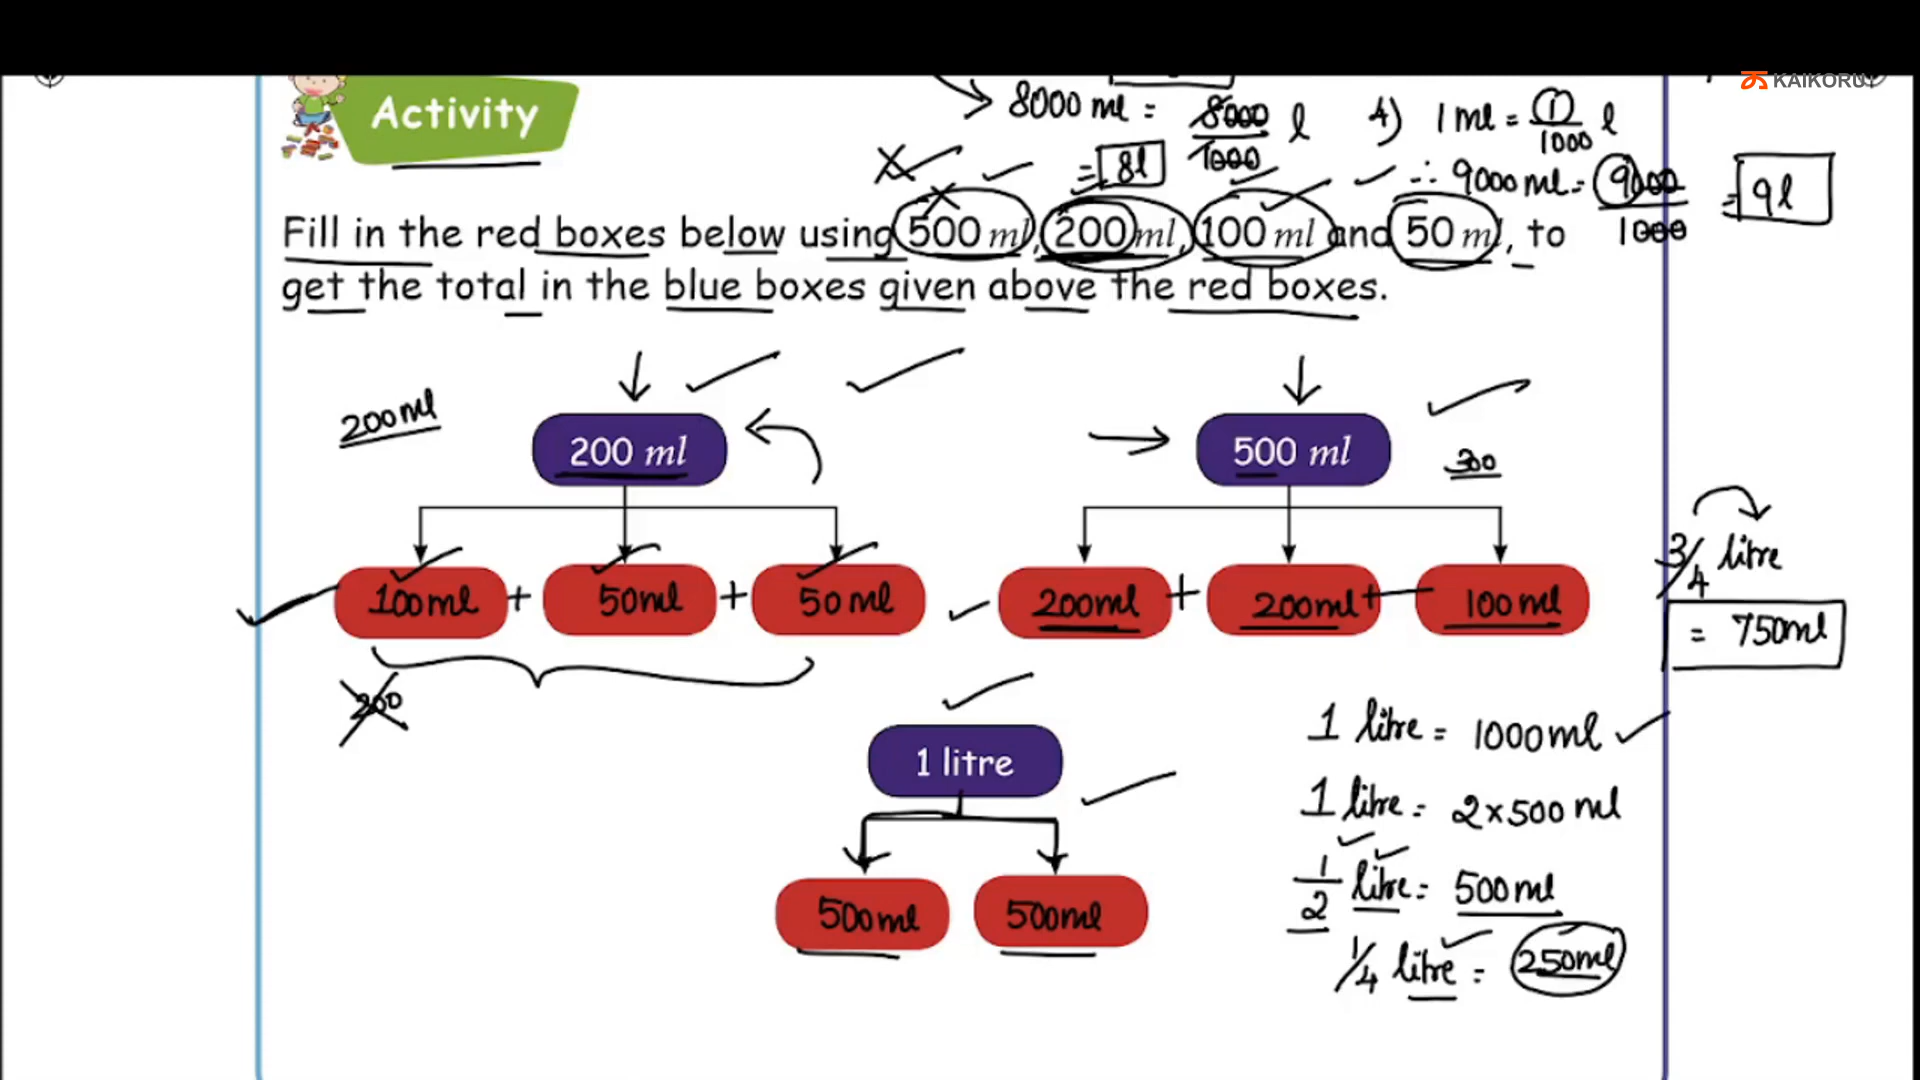 KAIKORUT
Activity
8000 ml = 8000/1000 l
= 8l
4) 1 ml = 1/1000 l
∴ 9000 ml = 9000/1000 = 9l
Fill in the red boxes below using 500 ml, 200 ml, 100 ml and 50 ml, to
get the total in the blue boxes given above the red boxes.
200 ml
200 ml
500 ml
300
100 ml + 50 ml + 50 ml
200 ml + 200 ml + 100 ml
3/4 litre
= 750 ml
200
1 litre
500 ml 500 ml
1 litre = 1000 ml
1 litre = 2 x 500 ml
1/2 litre = 500 ml
1/4 litre = 250 ml